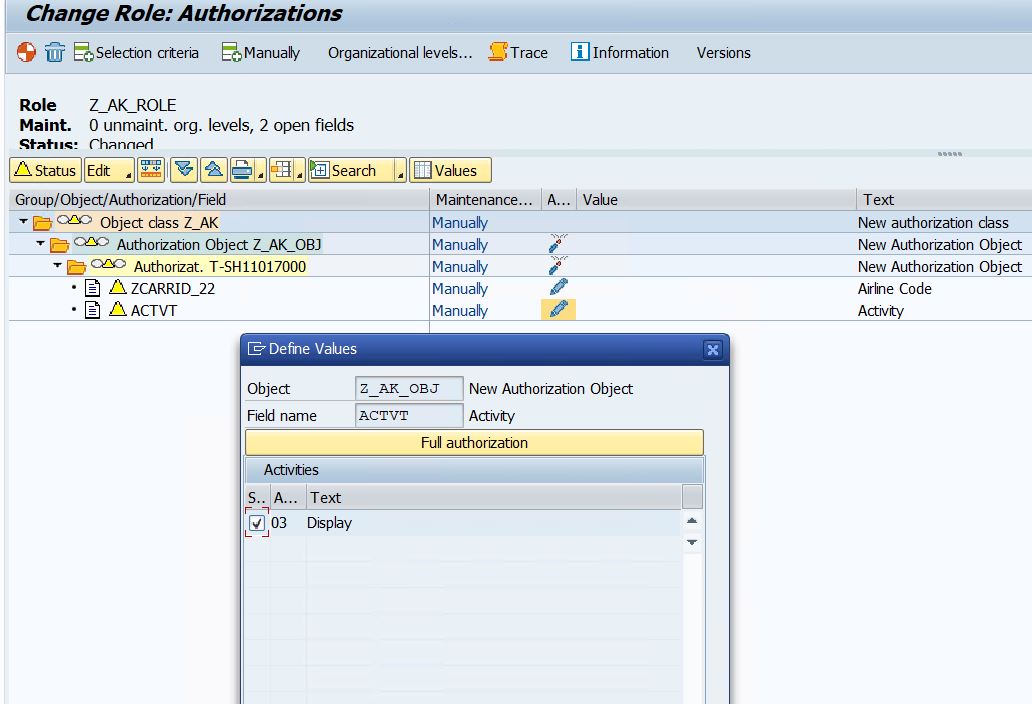 Change Role: Authorizations
Selection criteria Manually Organizational levels... Trace Information Versions
Role Z_AK_ROLE
Maint. 0 unmaint. org. levels, 2 open fields
Status: Changed
Status Edit Search Values
Group/Object/Authorization/Field Maintenance... A... Value Text
Object class Z_AK Manually New authorization class
Authorization Object Z_AK_OBJ Manually New Authorization Object
Authorizat. T-SH11017000 Manually New Authorization Object
ZCARRID_22 Manually Airline Code
ACTVT Manually Activity
Define Values
Object Z_AK_OBJ New Authorization Object
Field name ACTVT Activity
Full authorization
Activities
S.. A... Text
03 Display